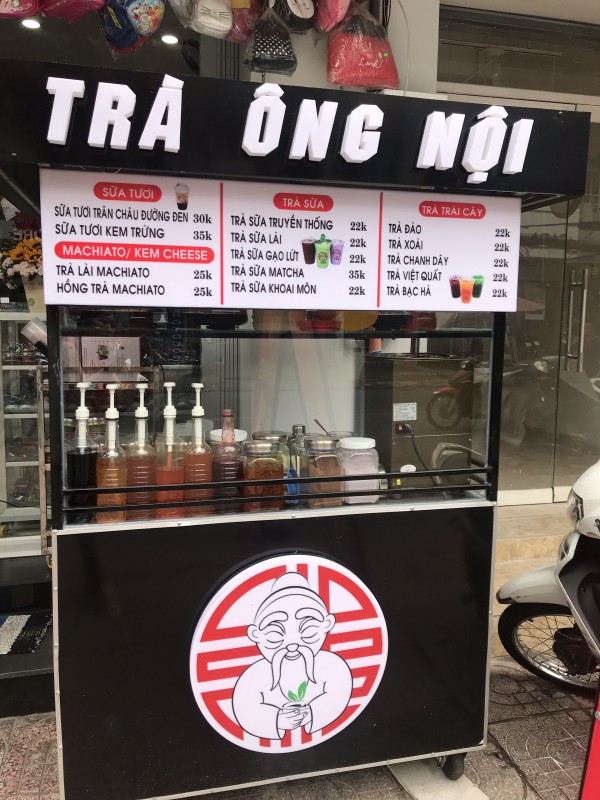 TRÀ ÔNG NỘI
SỮA TƯƠI
SỮA TƯƠI TRÂN CHÂU ĐƯỜNG ĐEN 30k
SỮA TƯƠI KEM TRỨNG 35k
MACHIATO/ KEM CHEESE
TRÀ LÀI MACHIATO 25k
HỒNG TRÀ MACHIATO 25k
TRÀ SỮA
TRÀ SỮA TRUYỀN THỐNG 22k
TRÀ SỮA LÀI 22k
TRÀ SỮA GẠO LỨT 22k
TRÀ SỮA MATCHA 35k
TRÀ SỮA KHOAI MÔN 22k
TRÀ TRÁI CÂY
TRÀ ĐÀO 22k
TRÀ XOÀI 22k
TRÀ CHANH DÂY 22k
TRÀ VIỆT QUẤT 22k
TRÀ BẠC HÀ 22k